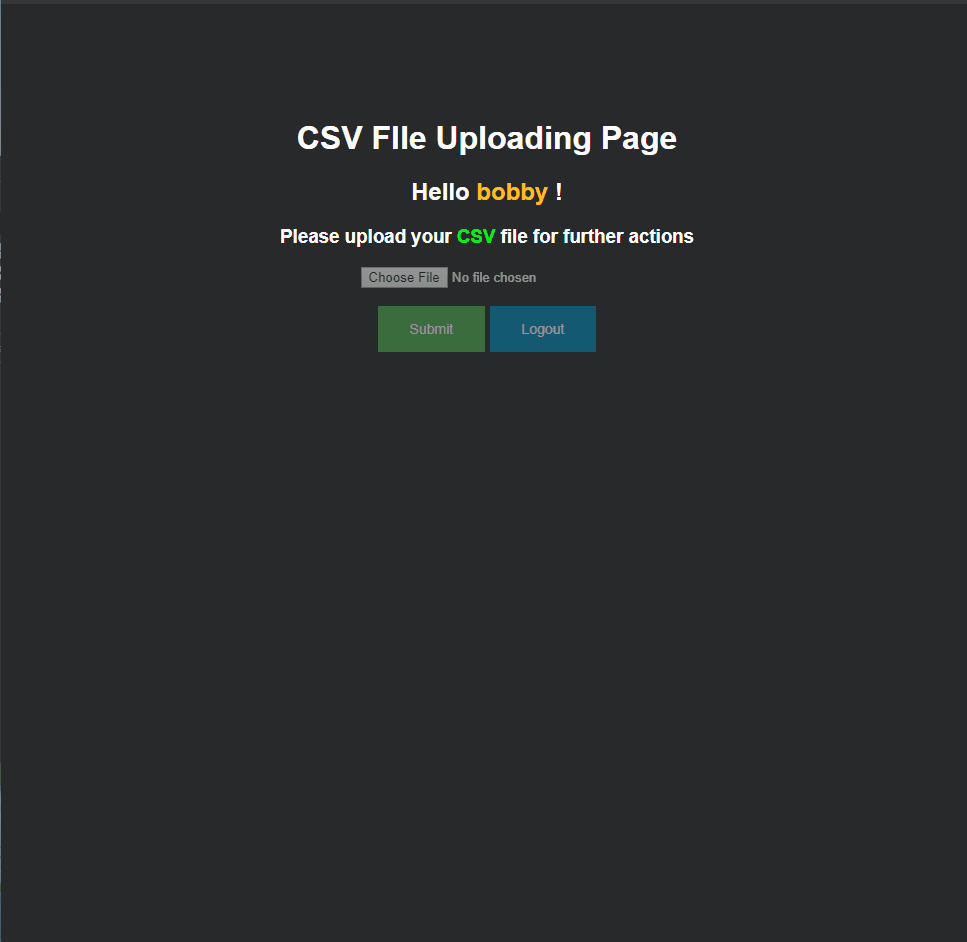 CSV FIle Uploading Page
Hello bobby !
Please upload your CSV file for further actions
Choose File No file chosen
Submit Logout